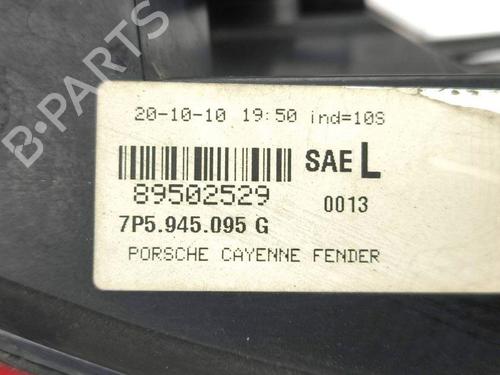 B-PARTS
20-10-10 19:50 ind=10S
SAE L
89502529
0013
7P5.945.095 G
PORSCHE CAYENNE FENDER